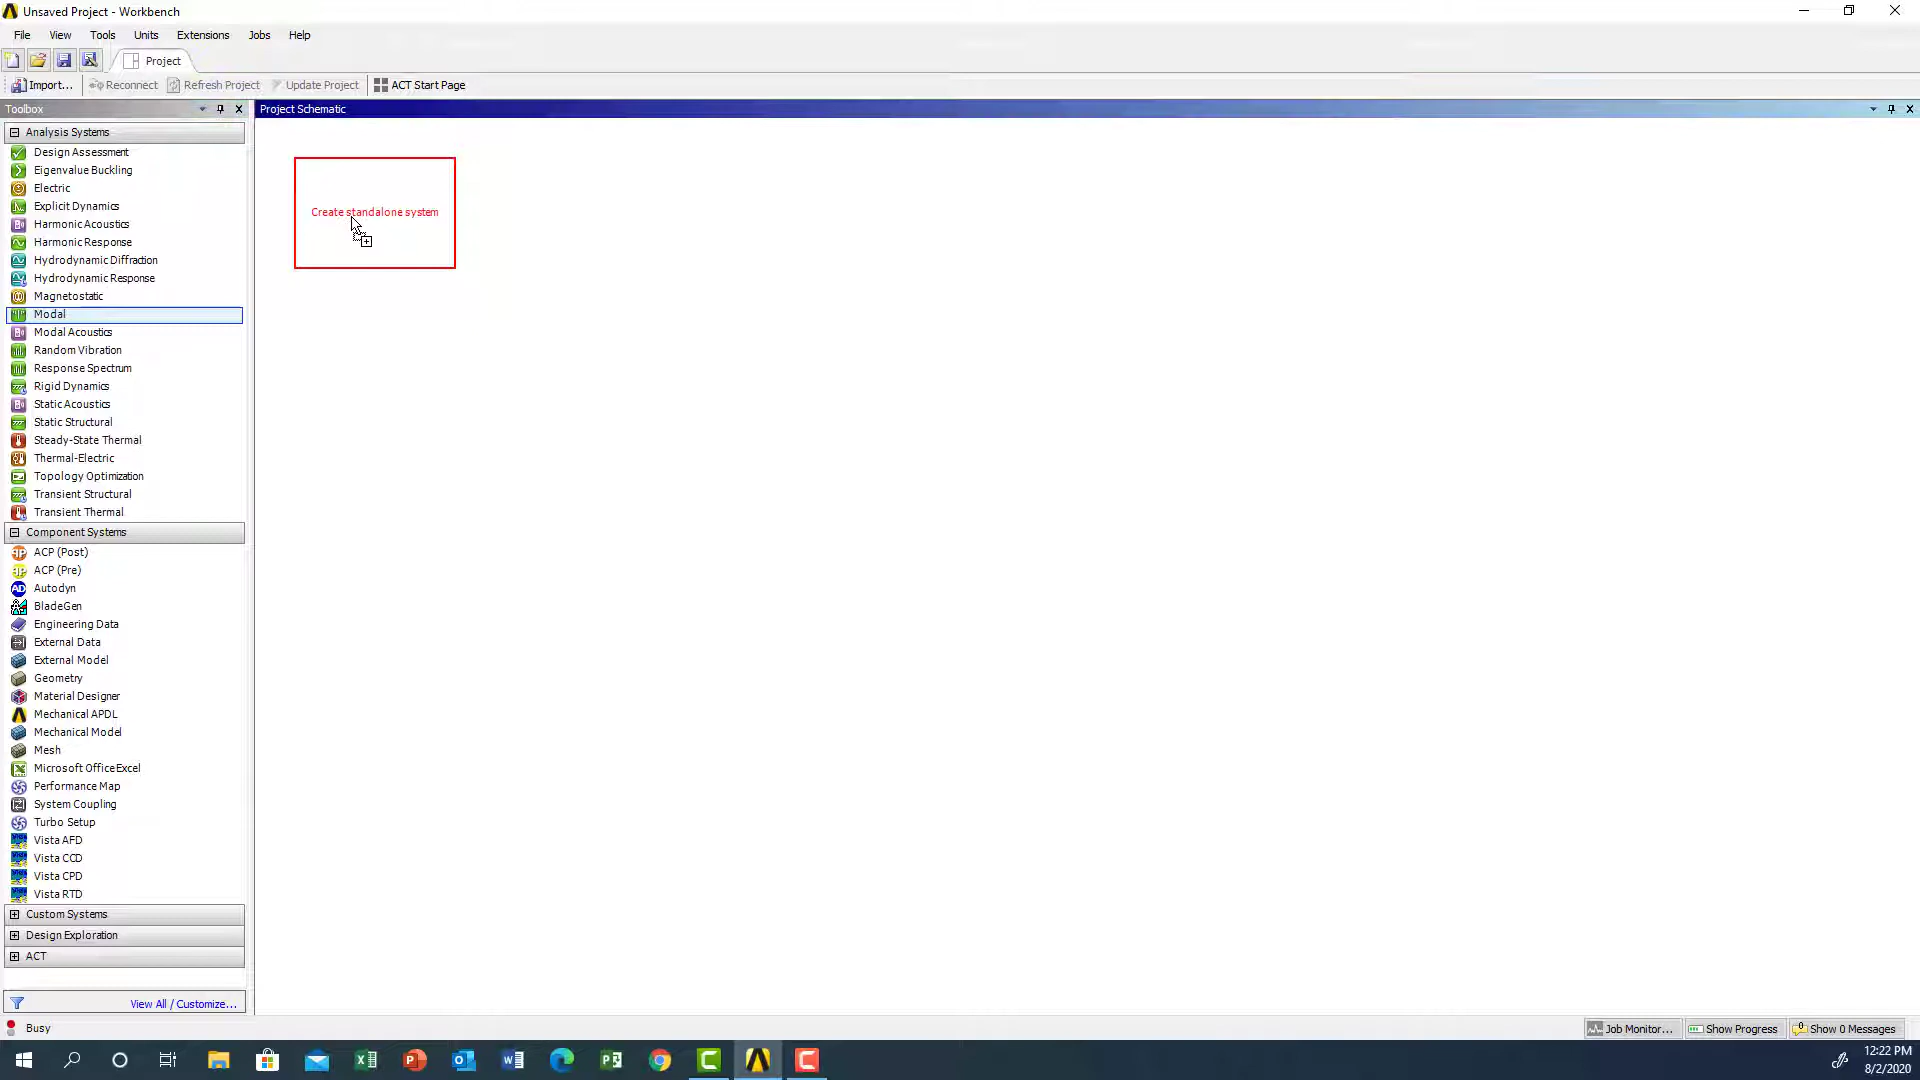 Unsaved Project - Workbench
File View Tools Units Extensions Jobs Help
Project
Import... Reconnect Refresh Project Update Project ACT Start Page
Toolbox
Project Schematic
Analysis Systems
Design Assessment
Eigenvalue Buckling
Electric
Explicit Dynamics
Harmonic Acoustics
Harmonic Response
Hydrodynamic Diffraction
Hydrodynamic Response
Magnetostatic
Modal
Modal Acoustics
Random Vibration
Response Spectrum
Rigid Dynamics
Static Acoustics
Static Structural
Steady-State Thermal
Thermal-Electric
Topology Optimization
Transient Structural
Transient Thermal
Component Systems
ACP (Post)
ACP (Pre)
Autodyn
BladeGen
Engineering Data
External Data
External Model
Geometry
Material Designer
Mechanical APDL
Mechanical Model
Mesh
Microsoft Office Excel
Performance Map
System Coupling
Turbo Setup
Vista AFD
Vista CCD
Vista CPD
Vista RTD
Custom Systems
Design Exploration
ACT
View All / Customize...
Create standalone system
Busy
Job Monitor... Show Progress Show 0 Messages
12:22 PM
8/2/2020